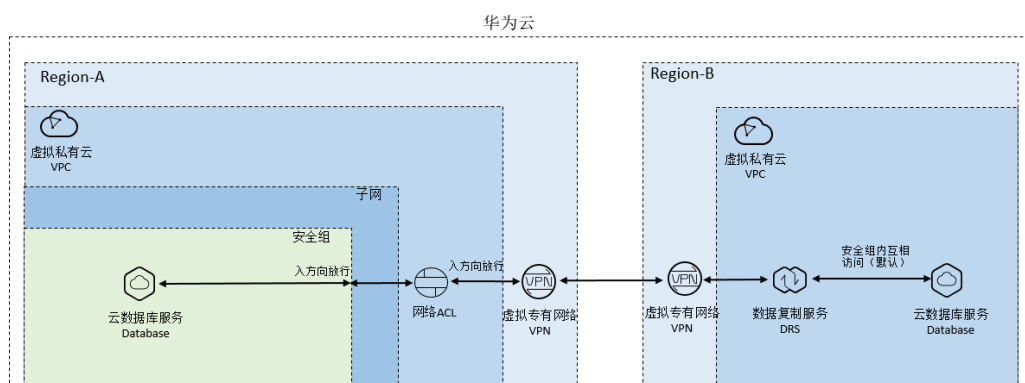 华为云
Region-A
虚拟私有云
VPC
子网
安全组
入方向放行
云数据库服务
Database
网络ACL
入方向放行
虚拟专有网络
VPN
VPN
Region-B
虚拟私有云
VPC
VPN
虚拟专有网络
VPN
数据复制服务
DRS
安全组内互相
访问（默认）
云数据库服务
Database